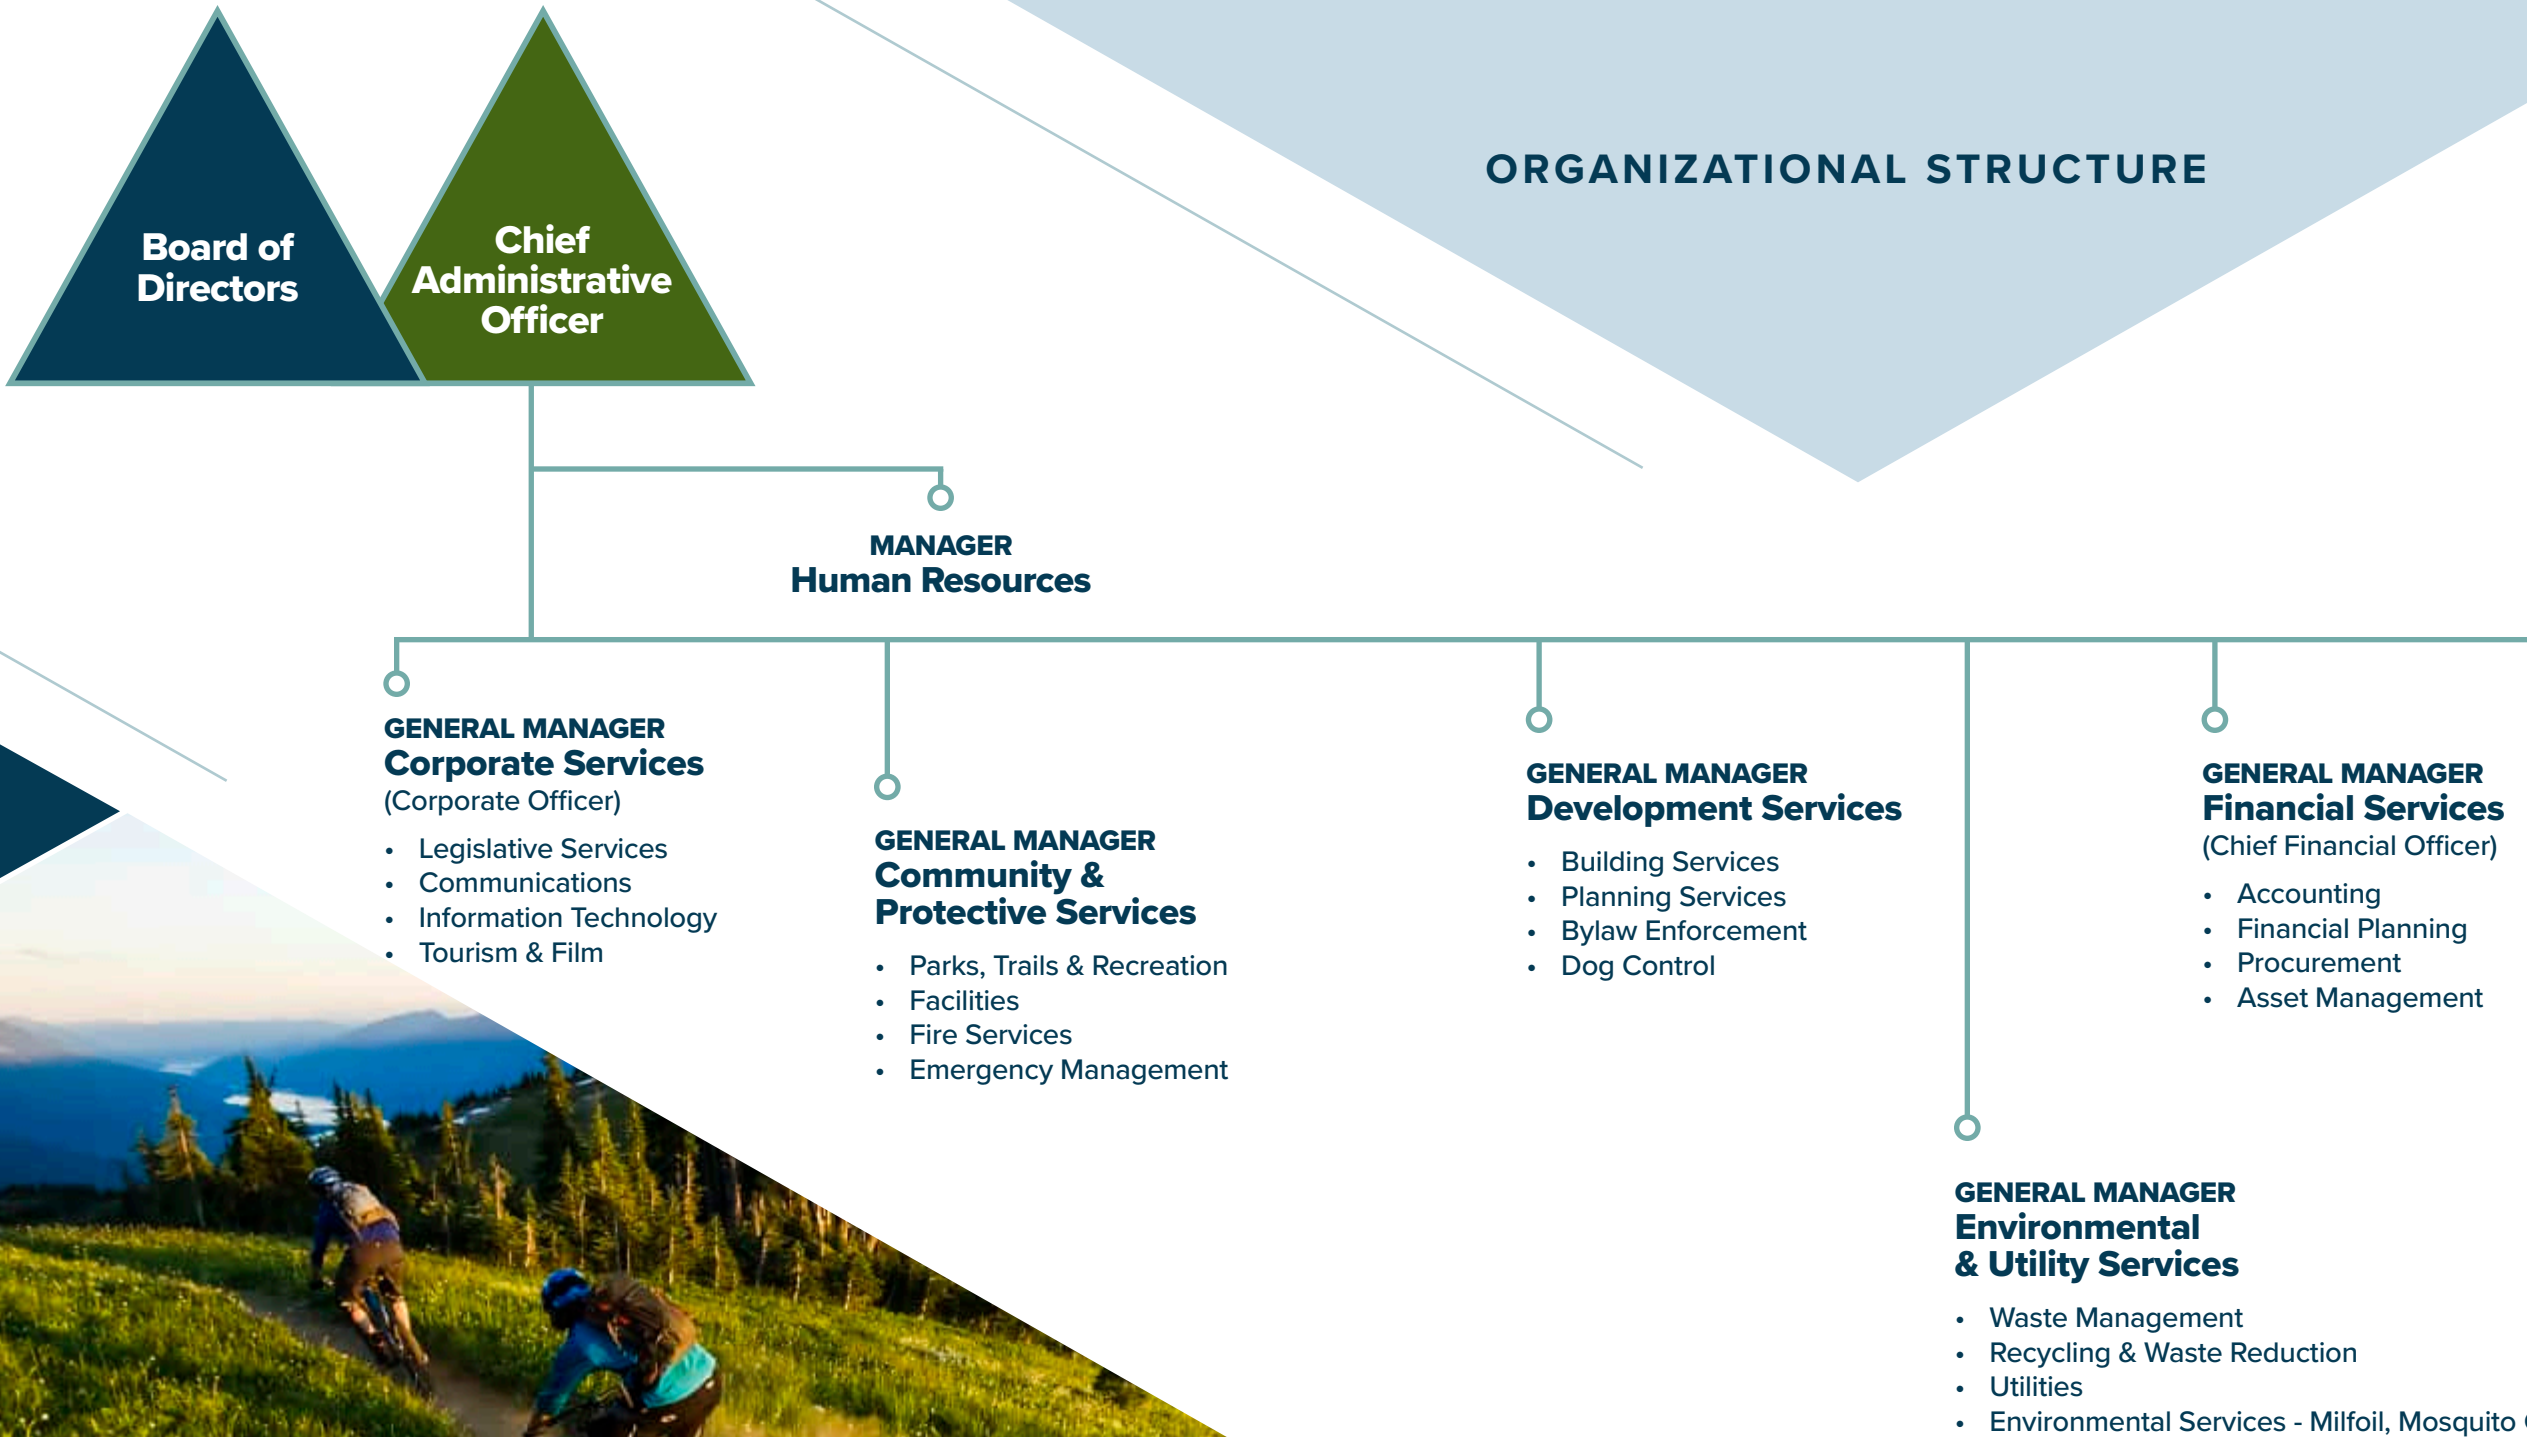 ORGANIZATIONAL STRUCTURE
Board of
Directors
Chief
Administrative
Officer
MANAGER
Human Resources
GENERAL MANAGER
Corporate Services
(Corporate Officer)
• Legislative Services
• Communications
• Information Technology
• Tourism & Film
GENERAL MANAGER
Community &
Protective Services
• Parks, Trails & Recreation
• Facilities
• Fire Services
• Emergency Management
GENERAL MANAGER
Development Services
• Building Services
• Planning Services
• Bylaw Enforcement
• Dog Control
GENERAL MANAGER
Environmental
& Utility Services
• Waste Management
• Recycling & Waste Reduction
• Utilities
• Environmental Services - Milfoil, Mosquito
GENERAL MANAGER
Financial Services
(Chief Financial Officer)
• Accounting
• Financial Planning
• Procurement
• Asset Management